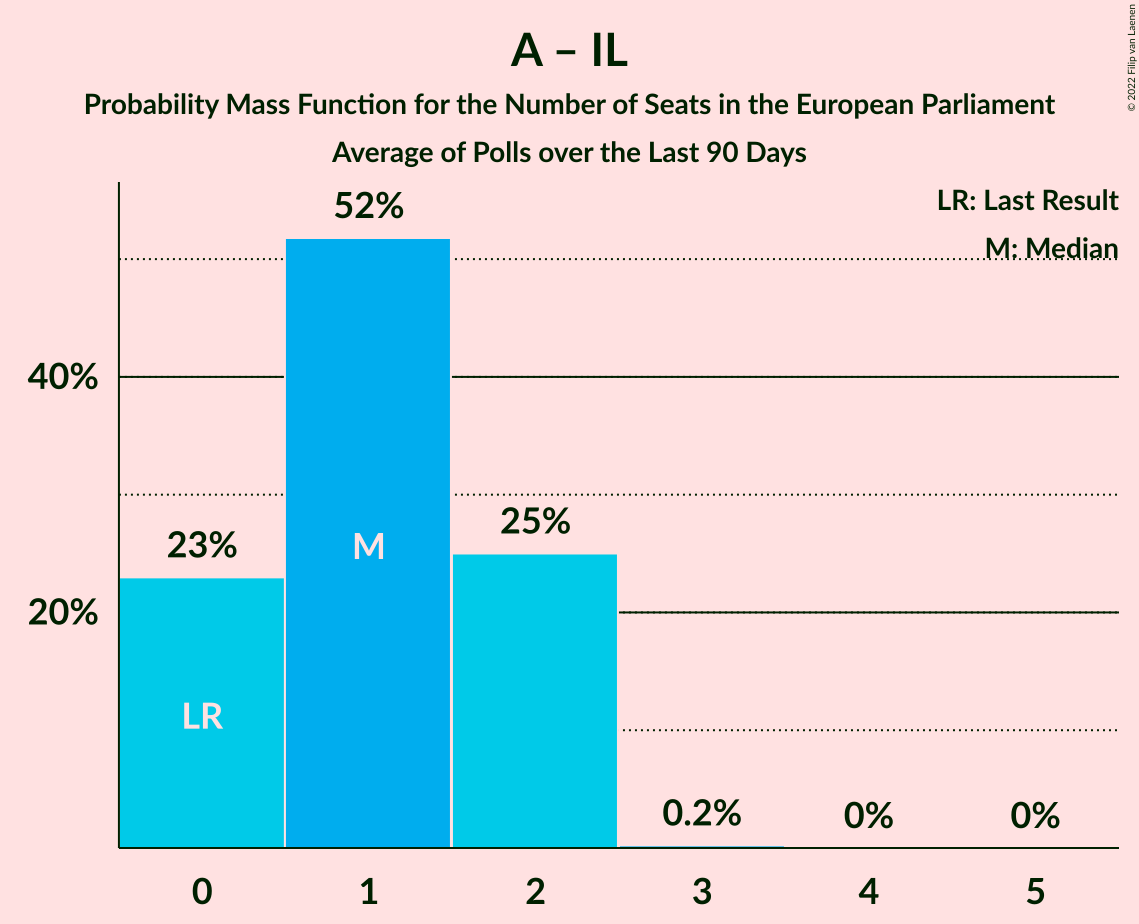 © 2022 Filip van Laenen
A – IL
Probability Mass Function for the Number of Seats in the European Parliament
Average of Polls over the Last 90 Days
LR: Last Result
M: Median
52%
40%
25%
23%
M
20%
LR
0.2%
0%
0%
0 1 2 3 4 5